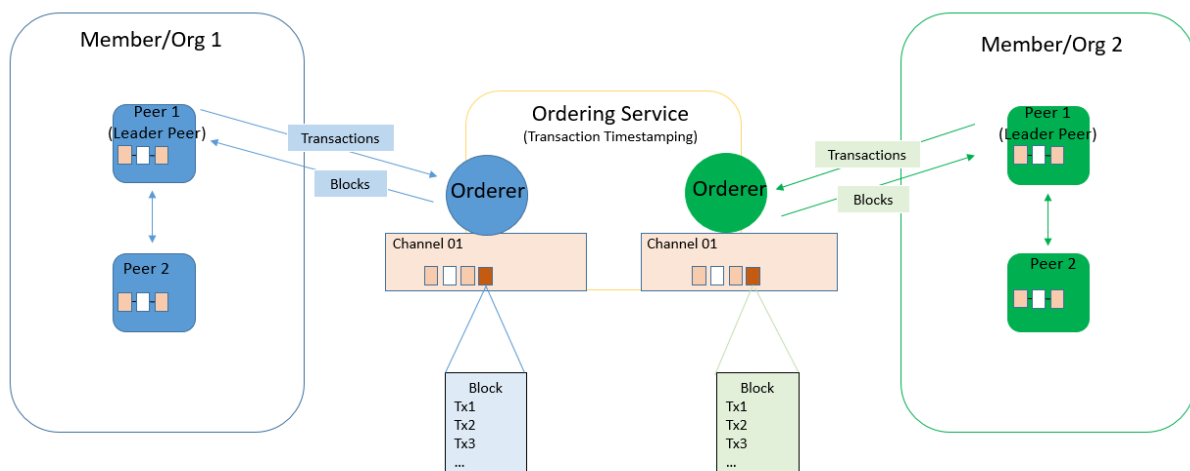 Member/Org 1
Peer 1
(Leader Peer)
Peer 2
Transactions
Blocks
Ordering Service
(Transaction Timestamping)
Orderer
Orderer
Channel 01
Channel 01
Block
Tx1
Tx2
Tx3
...
Block
Tx1
Tx2
Tx3
...
Transactions
Blocks
Member/Org 2
Peer 1
(Leader Peer)
Peer 2